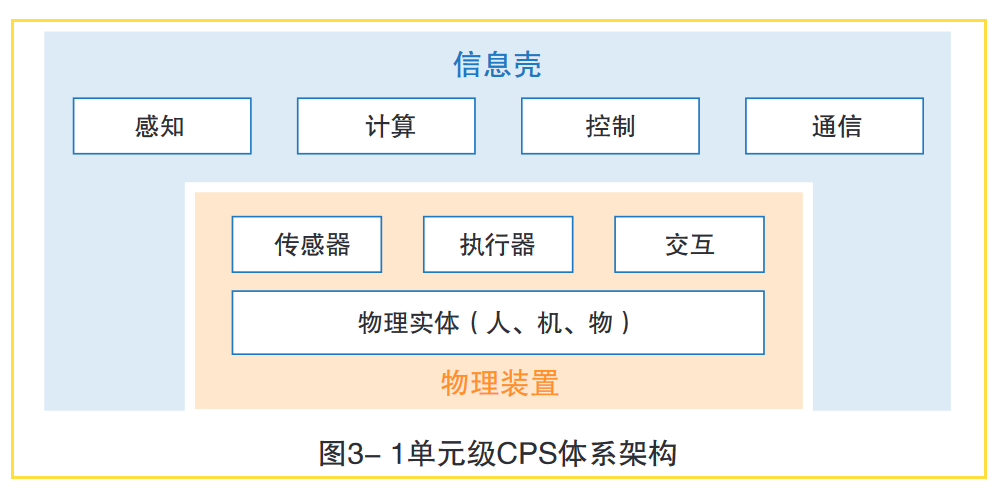 信息壳
感知 计算 控制 通信
传感器 执行器 交互
物理实体（人、机、物）
物理装置
图3- 1单元级CPS体系架构